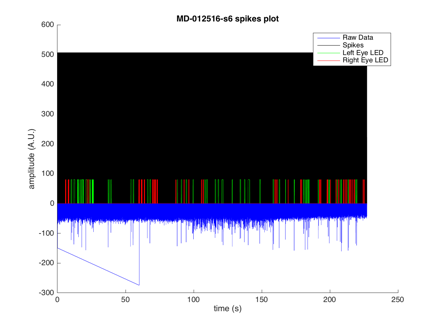 MD-012516-s6 spikes plot
600
500
400
300
200
100
0
-100
-200
-300
0
50
100
150
200
250
amplitude (A.U.)
time (s)
Raw Data
Spikes
Left Eye LED
Right Eye LED